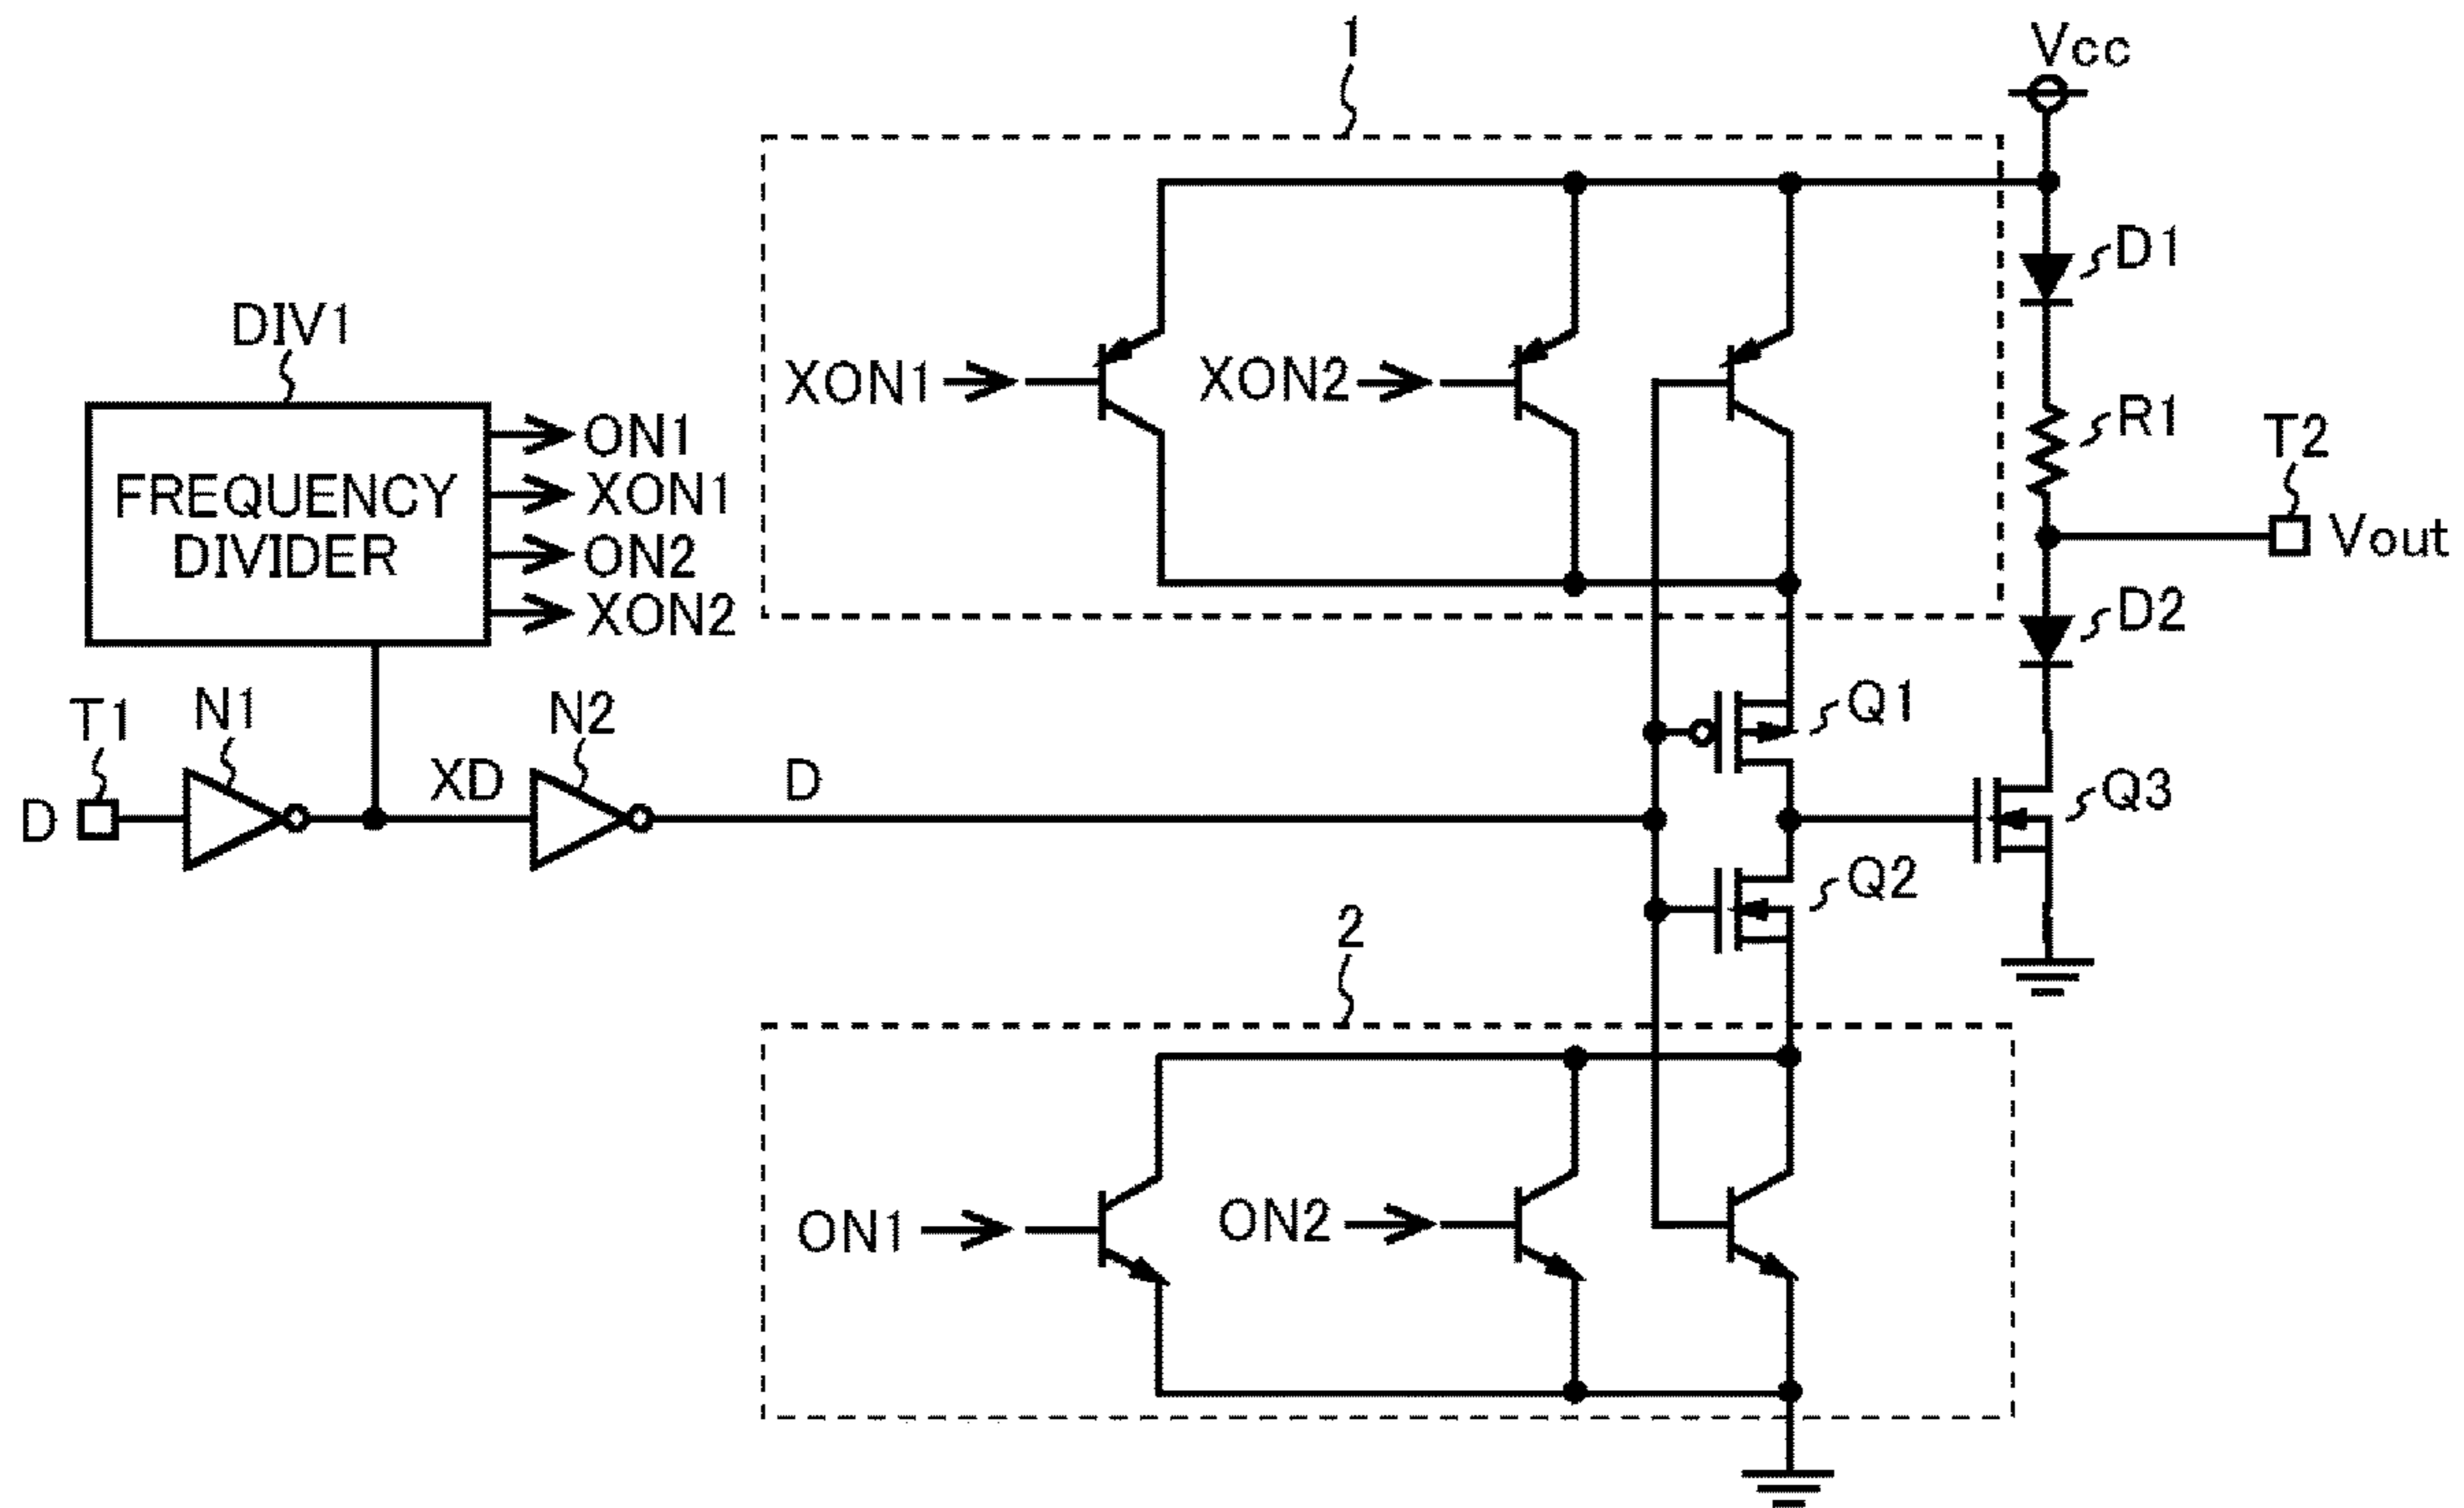 1
Vcc
D1
DIV1
XON1
XON2
R1
T2
ON1
FREQUENCY
DIVIDER
XON1
ON2
XON2
Vout
D2
T1
N1
N2
Q1
XD
D
Q3
D
Q2
2
ON1
ON2